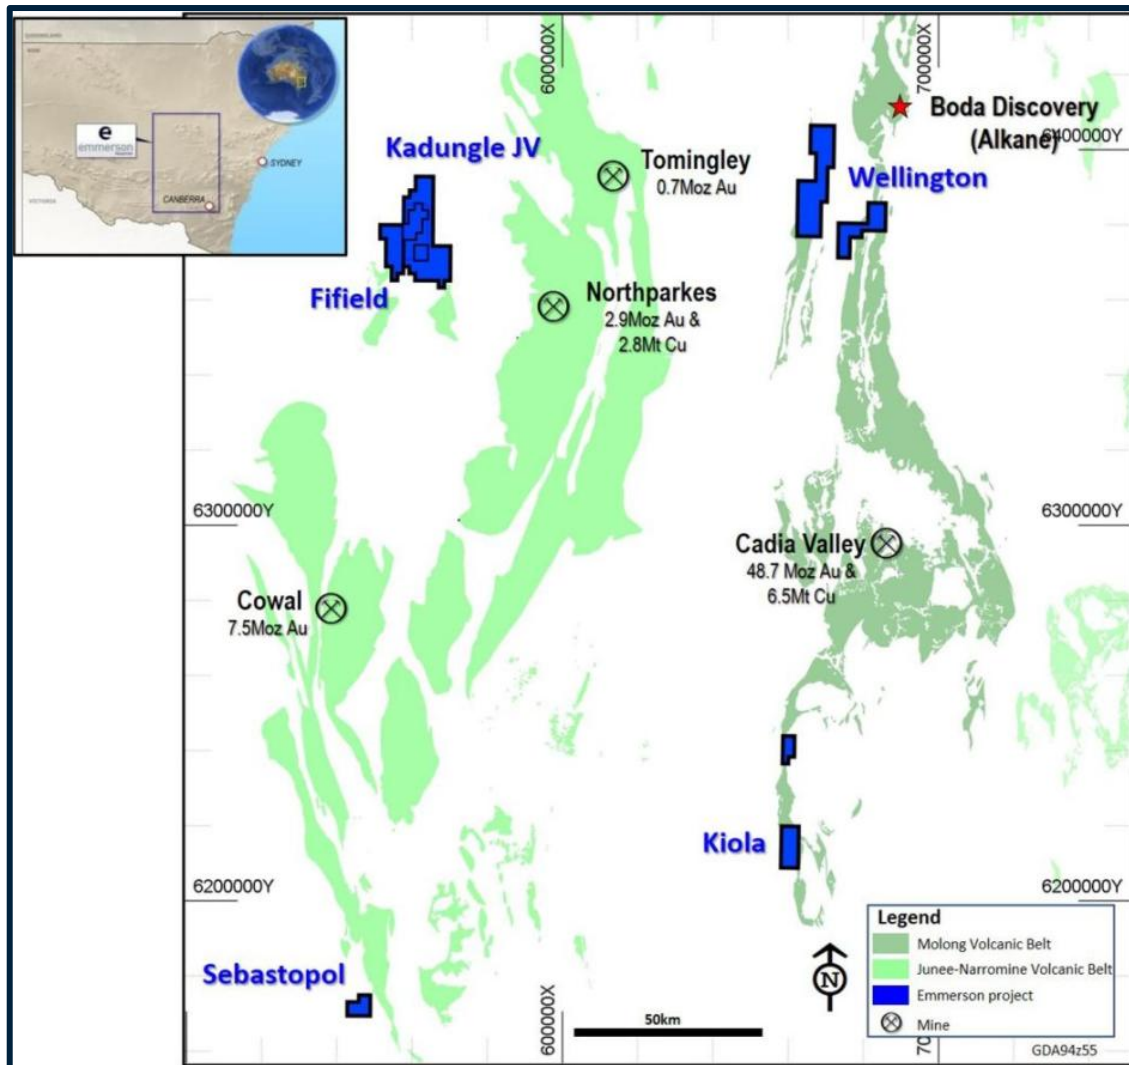 QUEENSLAND
NSW
e
emmerson
SYDNEY
CANBERRA
VICTORIA
600000X
700000X
Boda Discovery
(Alkane)
6400000Y
Kadungle JV
Tomingley
0.7Moz Au
Wellington
Fifield
Northparkes
2.9Moz Au &
2.8Mt Cu
6300000Y
6300000Y
Cadia Valley
48.7 Moz Au &
6.5Mt Cu
Cowal
7.5Moz Au
Kiola
6200000Y
6200000Y
Sebastopol
N
Legend
Molong Volcanic Belt
Junee-Narromine Volcanic Belt
Emmerson project
Mine
600000X
50km
GDA94z55